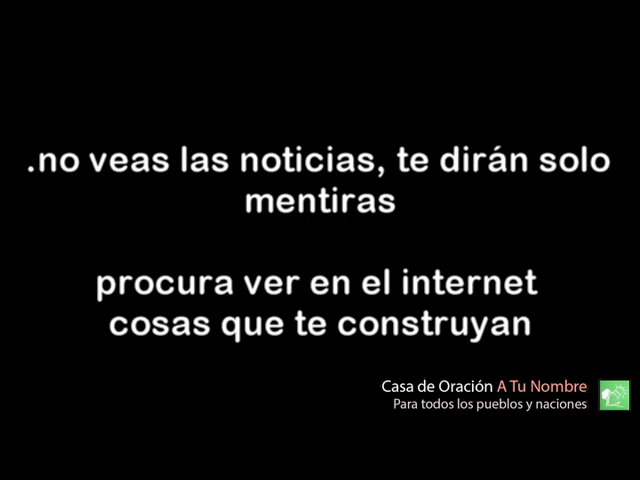 .no veas las noticias, te dirán solo
mentiras
procura ver en el internet
cosas que te construyan
Casa de Oración A Tu Nombre
Para todos los pueblos y naciones